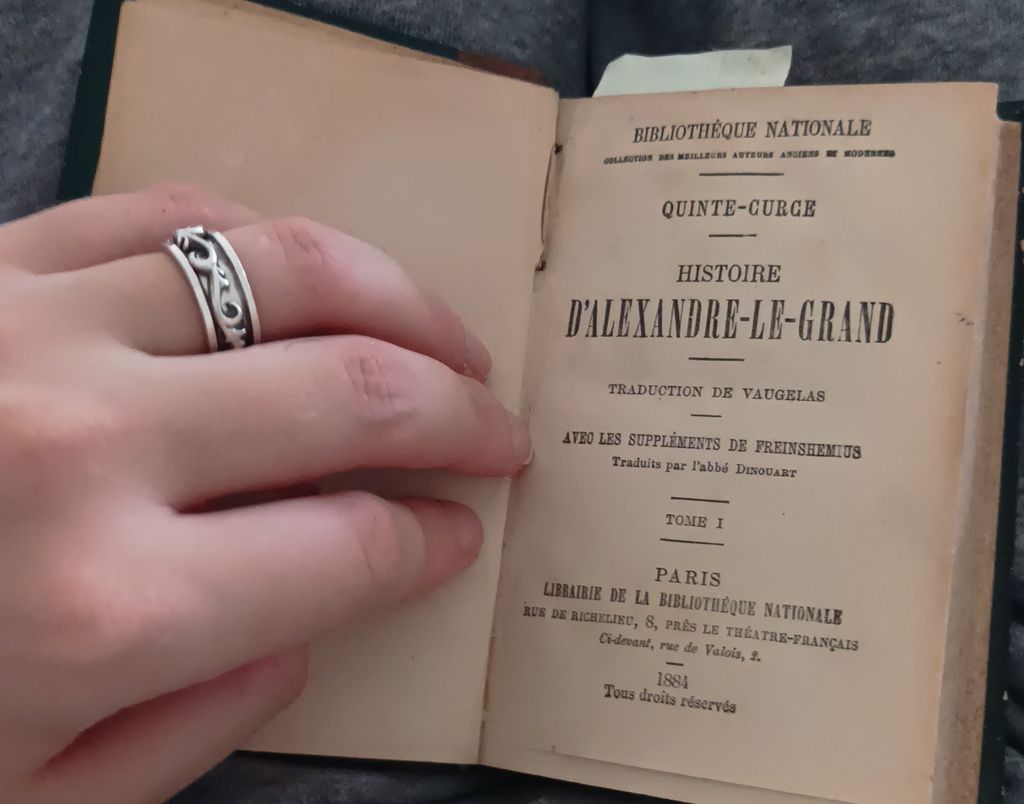 BIBLIOTHÈQUE NATIONALE
COLLECTION DES MEILLEURS AUTEURS ANCIENS ET MODERNES
QUINTE-CURCE
HISTOIRE
D'ALEXANDRE-LE-GRAND
TRADUCTION DE VAUGELAS
AVEC LES SUPPLÉMENTS DE FREINSHEMIUS
Traduits par l'abbé DINOUART
TOME I
PARIS
LIBRAIRIE DE LA BIBLIOTHÈQUE NATIONALE
RUE DE RICHELIEU, 8, PRÈS LE THÉATRE-FRANÇAIS
Ci-devant, rue de Valois, 2.
1884
Tous droits réservés